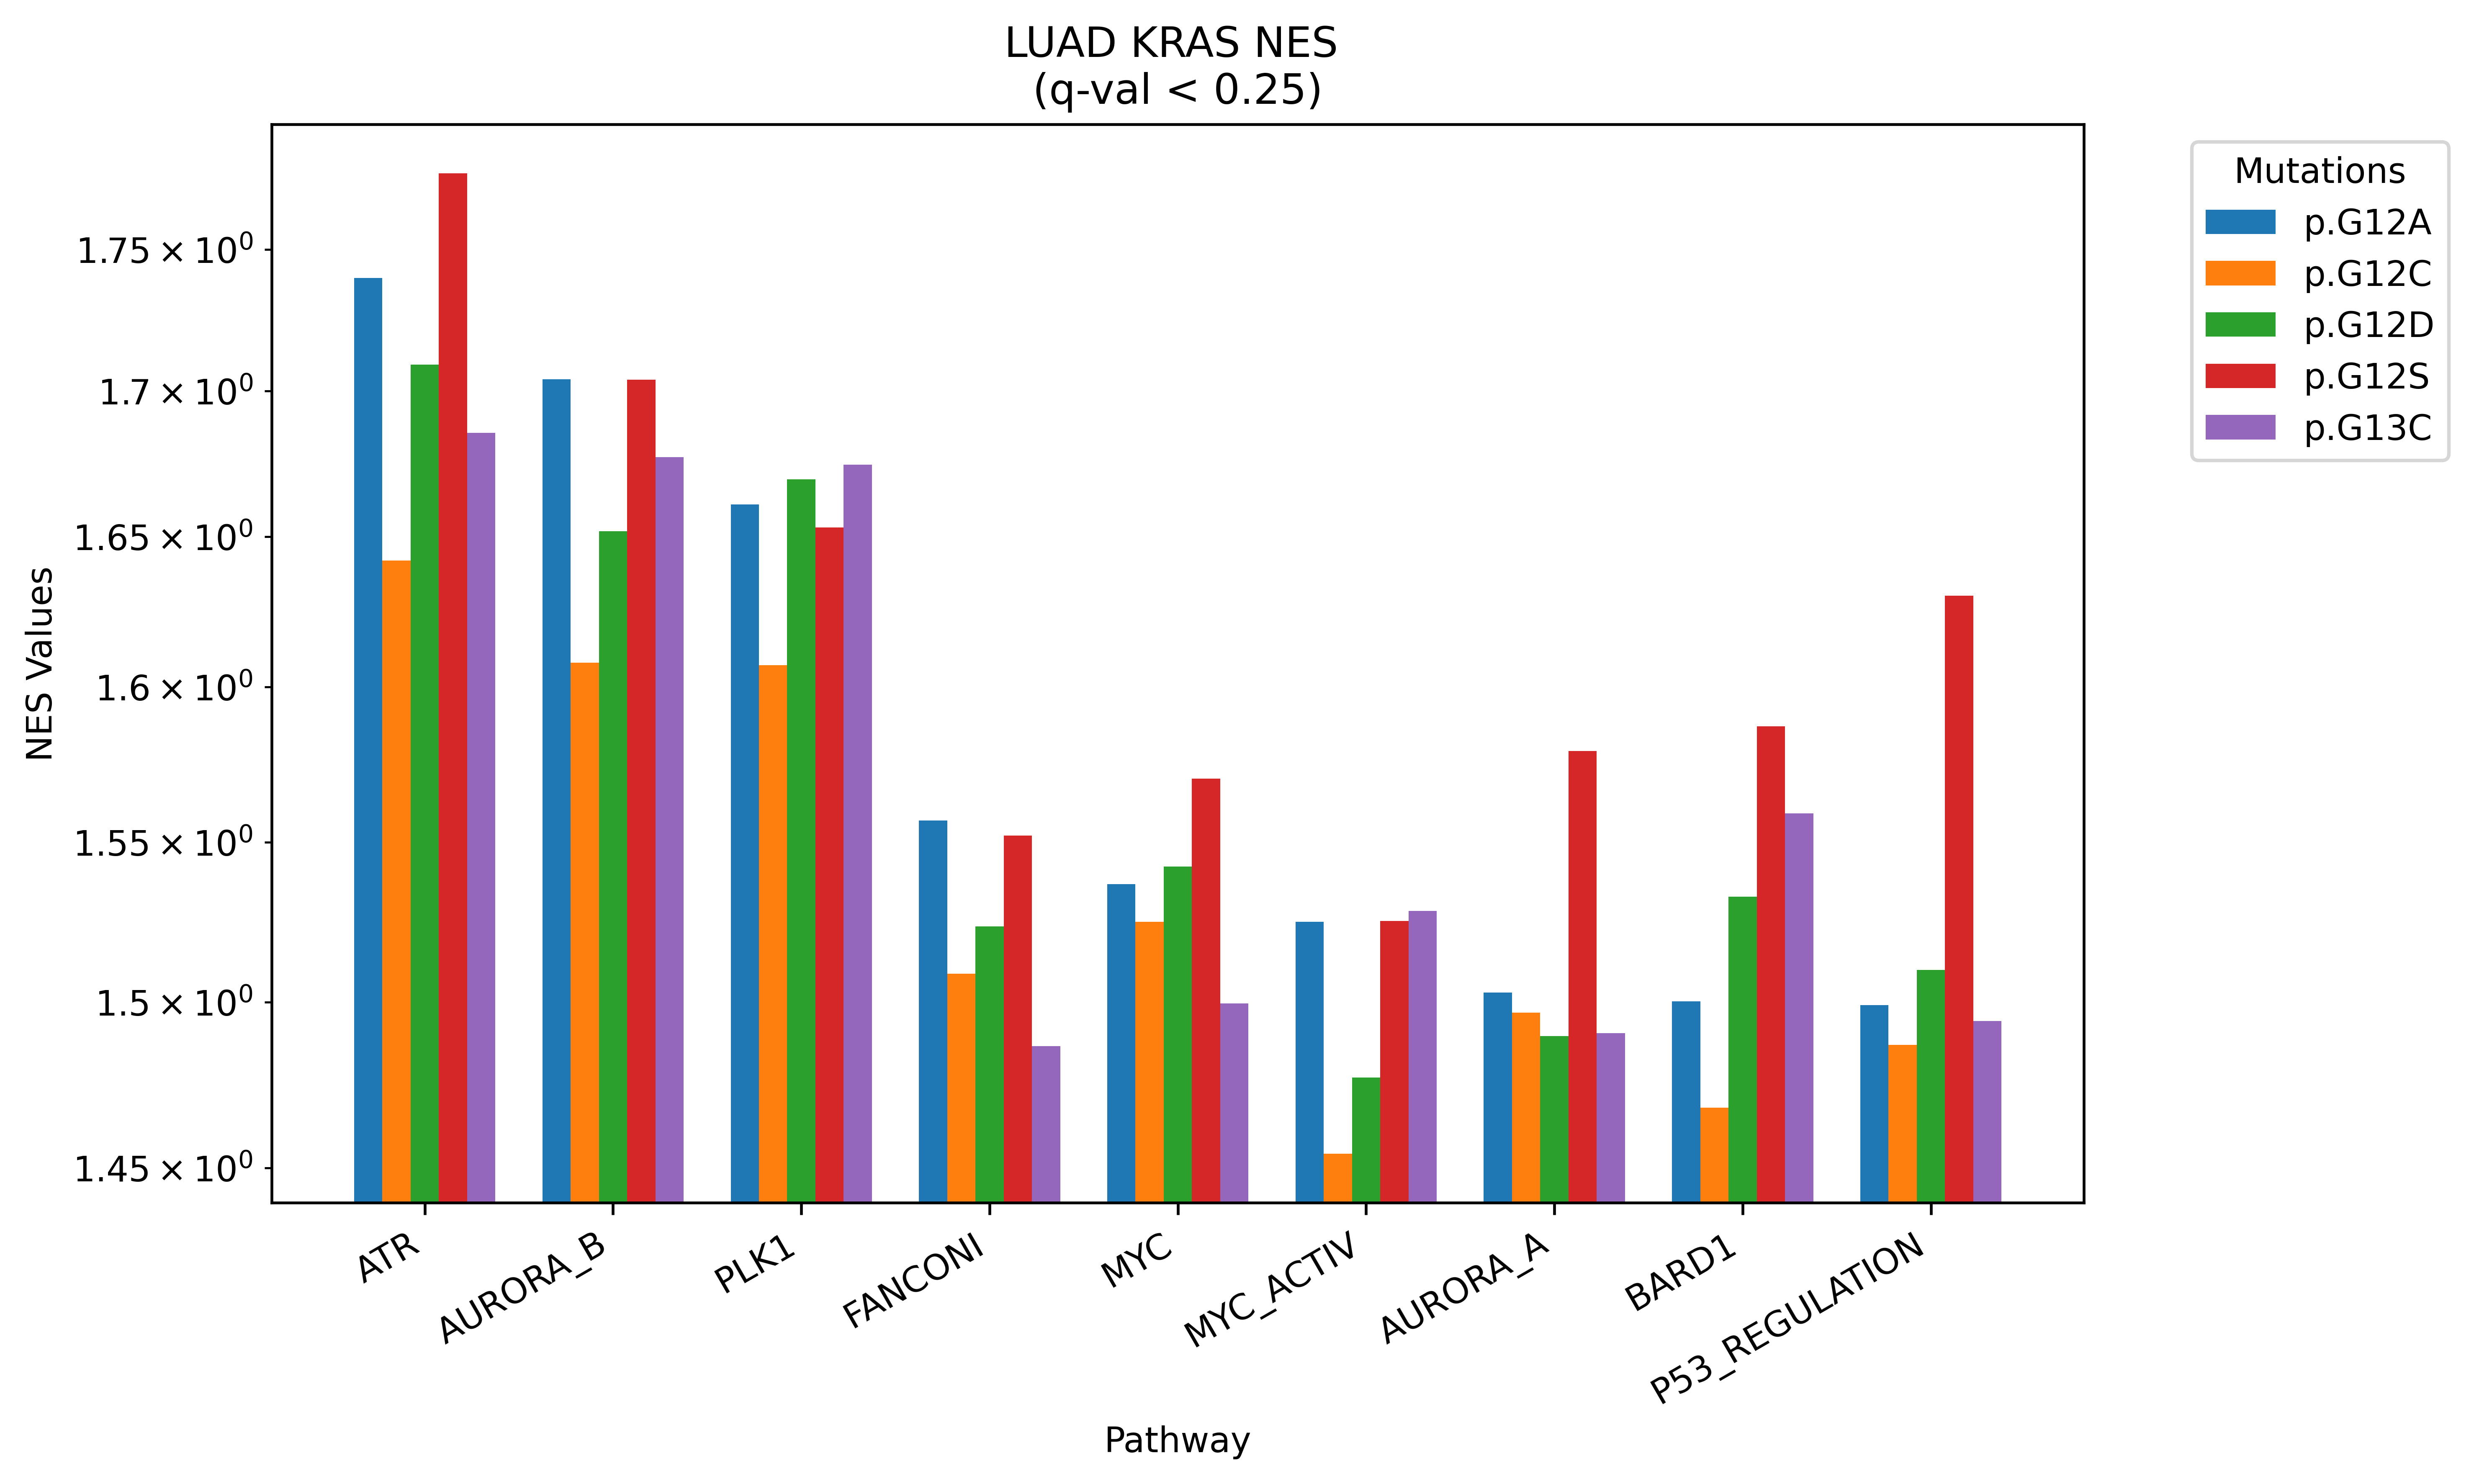 LUAD KRAS NES
(q-val < 0.25)
Mutations
p.G12A
p.G12C
p.G12D
p.G12S
p.G13C
NES Values
1.75 × 10⁰
1.7 × 10⁰
1.65 × 10⁰
1.6 × 10⁰
1.55 × 10⁰
1.5 × 10⁰
1.45 × 10⁰
ATR
AURORA_B
PLK1
FANCONI
MYC
MYC_ACTIV
AURORA_A
BARD1
P53_REGULATION
Pathway